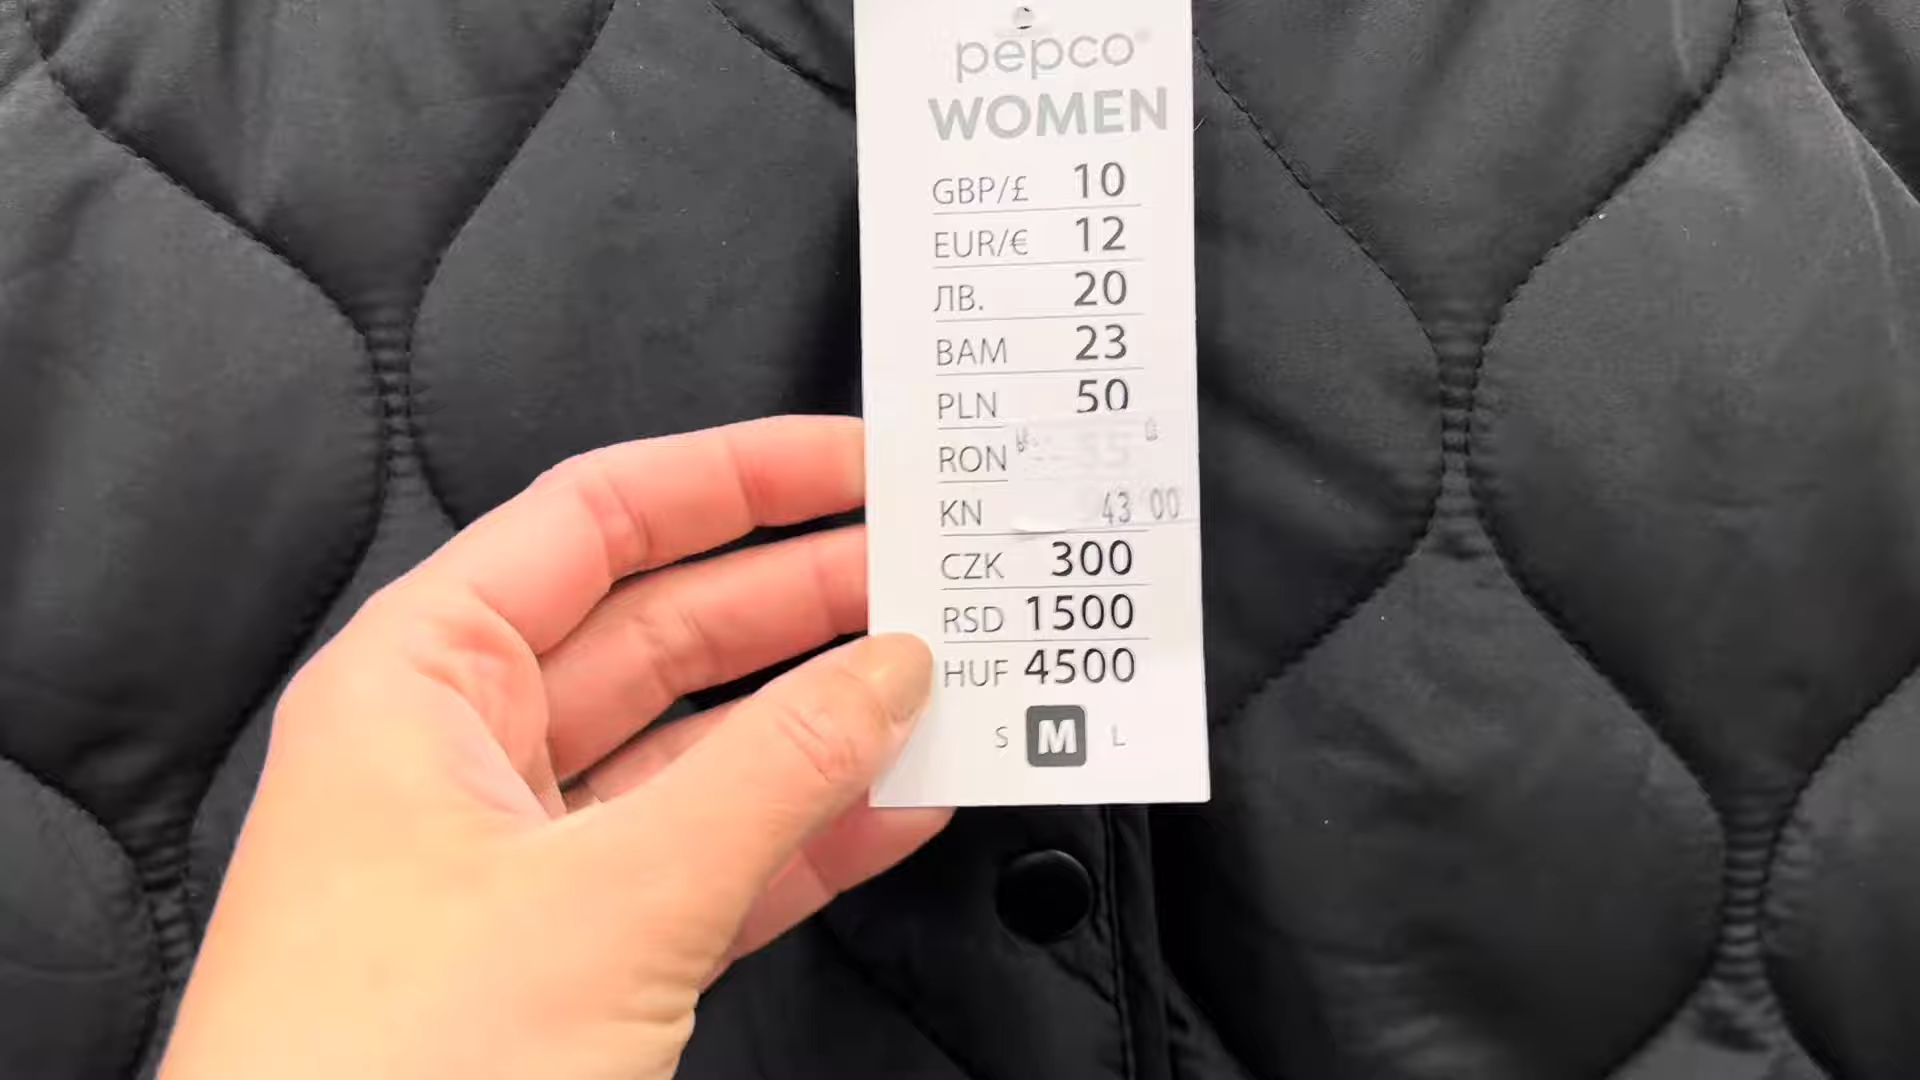 pepco®
WOMEN
GBP/£ 10
EUR/€ 12
ЛВ. 20
BAM 23
PLN 50
RON 55
KN 43 00
CZK 300
RSD 1500
HUF 4500
S M L